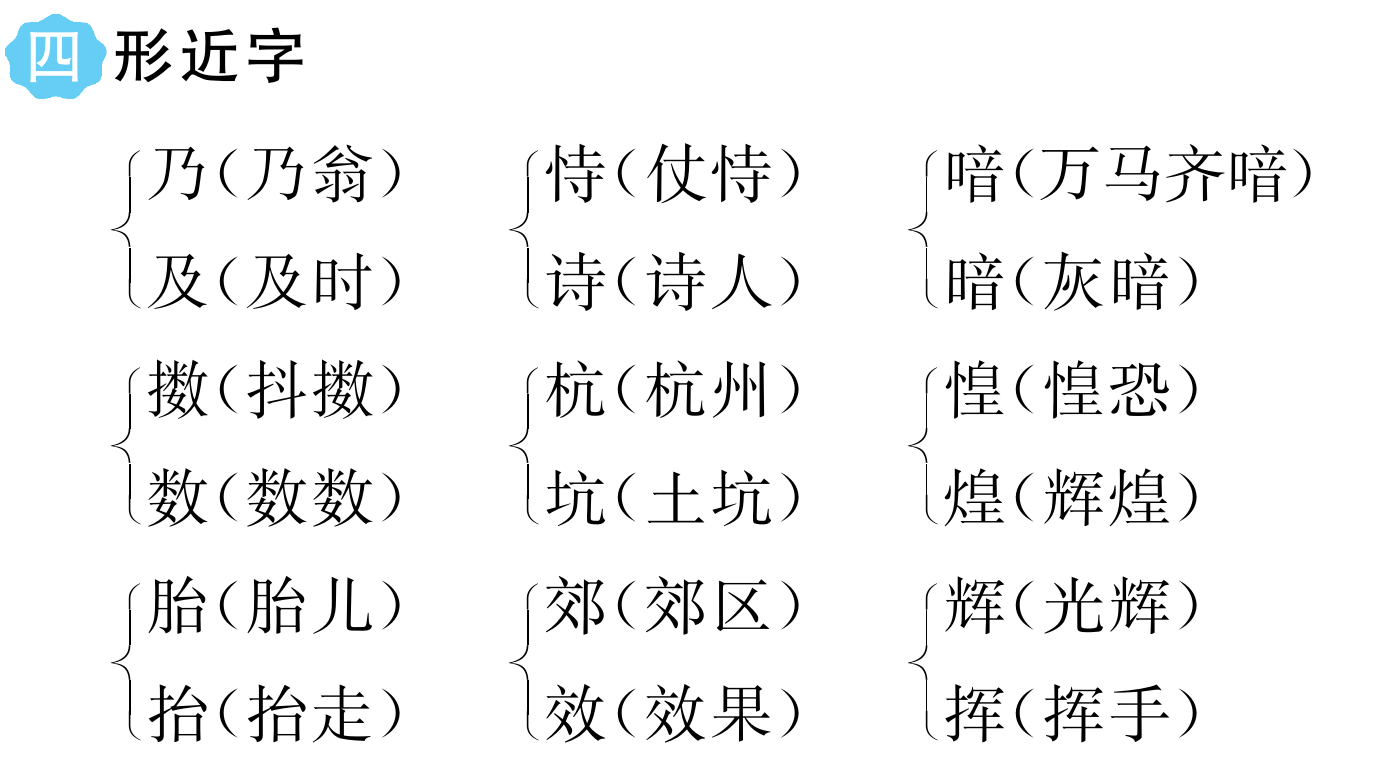 四 形近字
乃(乃翁) 恃(仗恃) 喑(万马齐喑)
及(及时) 诗(诗人) 暗(灰暗)
擞(抖擞) 杭(杭州) 惶(惶恐)
数(数数) 坑(土坑) 煌(辉煌)
胎(胎儿) 郊(郊区) 辉(光辉)
抬(抬走) 效(效果) 挥(挥手)